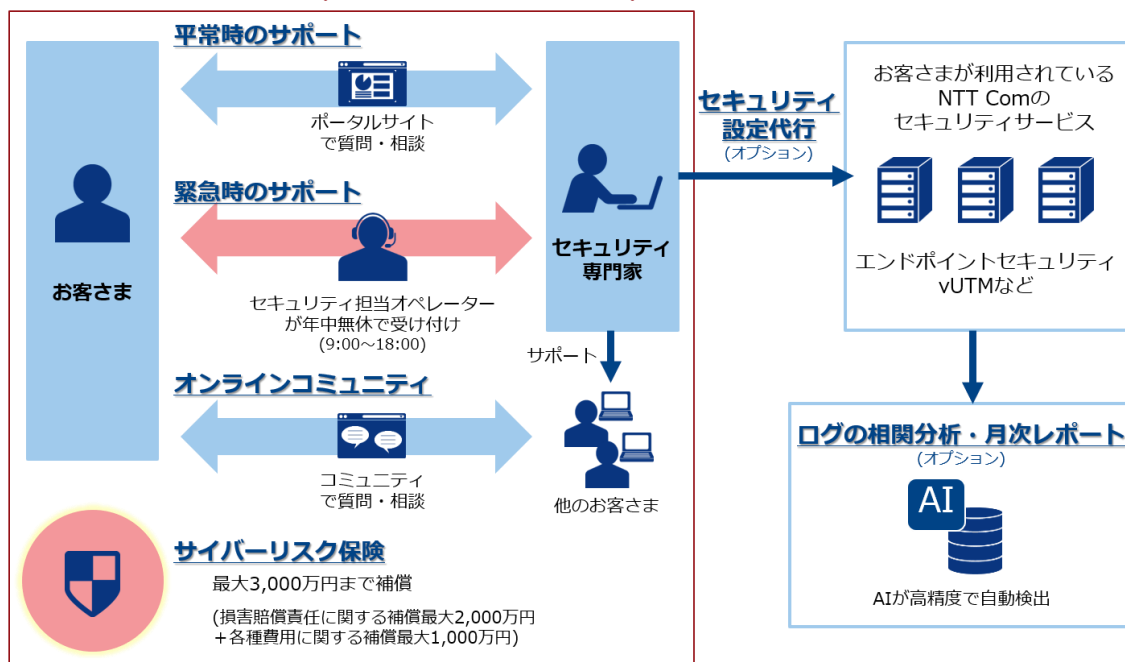 平常時のサポート
ポータルサイト
で質問・相談
緊急時のサポート
お客さま
セキュリティ担当オペレーター
が年中無休で受け付け
(9:00～18:00)
セキュリティ
専門家
サポート
オンラインコミュニティ
コミュニティ
で質問・相談
他のお客さま
サイバーリスク保険
最大3,000万円まで補償
(損害賠償責任に関する補償最大2,000万円
＋各種費用に関する補償最大1,000万円)
セキュリティ
設定代行
(オプション)
お客さまが利用されている
NTT Comの
セキュリティサービス
エンドポイントセキュリティ
vUTMなど
ログの相関分析・月次レポート
(オプション)
AI
AIが高精度で自動検出